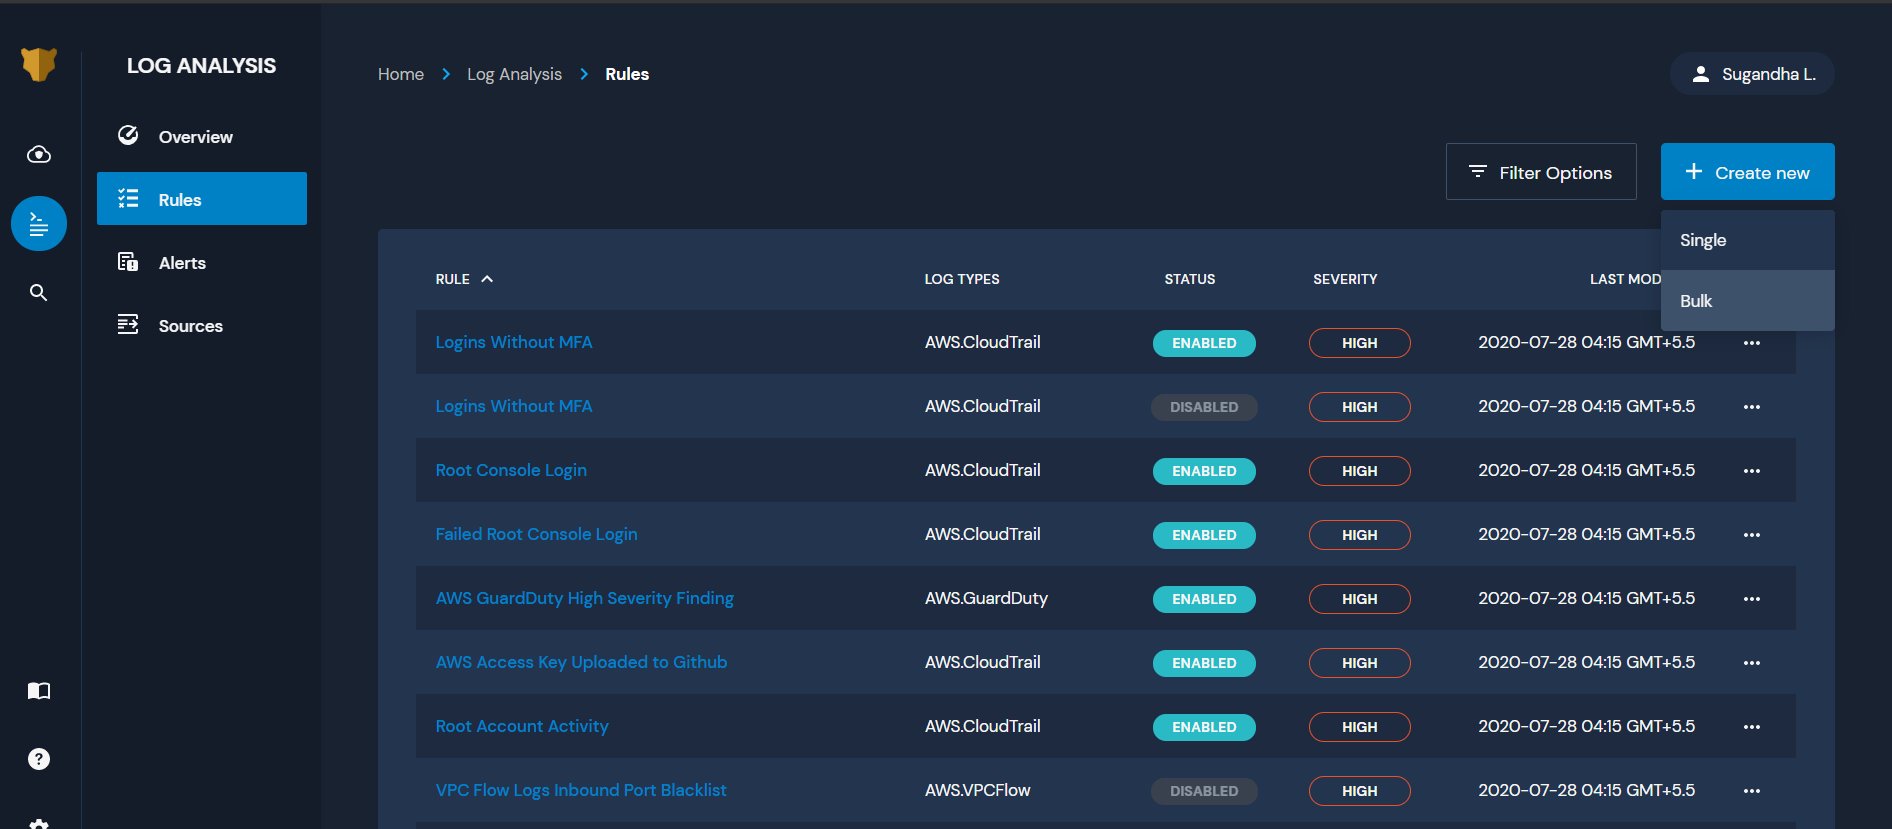 LOG ANALYSIS
Overview
Rules
Alerts
Sources
Home > Log Analysis > Rules
Sugandha L.
Filter Options
+ Create new
Single
Bulk
RULE LOG TYPES STATUS SEVERITY LAST MOD
Logins Without MFA AWS.CloudTrail ENABLED HIGH 2020-07-28 04:15 GMT+5.5 ...
Logins Without MFA AWS.CloudTrail DISABLED HIGH 2020-07-28 04:15 GMT+5.5 ...
Root Console Login AWS.CloudTrail ENABLED HIGH 2020-07-28 04:15 GMT+5.5 ...
Failed Root Console Login AWS.CloudTrail ENABLED HIGH 2020-07-28 04:15 GMT+5.5 ...
AWS GuardDuty High Severity Finding AWS.GuardDuty ENABLED HIGH 2020-07-28 04:15 GMT+5.5 ...
AWS Access Key Uploaded to Github AWS.CloudTrail ENABLED HIGH 2020-07-28 04:15 GMT+5.5 ...
Root Account Activity AWS.CloudTrail ENABLED HIGH 2020-07-28 04:15 GMT+5.5 ...
VPC Flow Logs Inbound Port Blacklist AWS.VPCFlow DISABLED HIGH 2020-07-28 04:15 GMT+5.5 ...